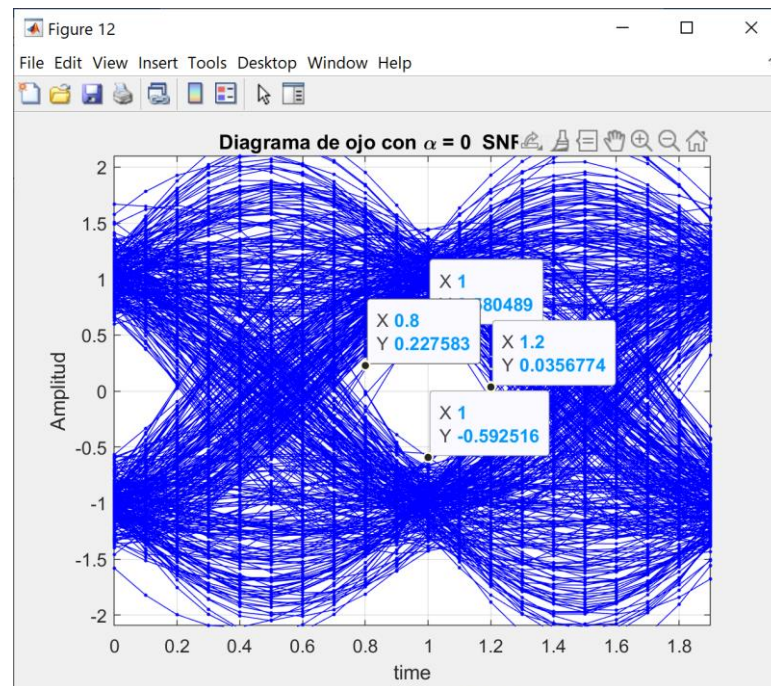 Figure 12
File Edit View Insert Tools Desktop Window Help
Diagrama de ojo con α = 0 SNR
2
1.5
1
0.5
0
-0.5
-1
-1.5
-2
Amplitud
X 1
X 0.8
Y 0.227583
X 1.2
Y 0.0356774
X 1
Y -0.592516
0 0.2 0.4 0.6 0.8 1 1.2 1.4 1.6 1.8
time